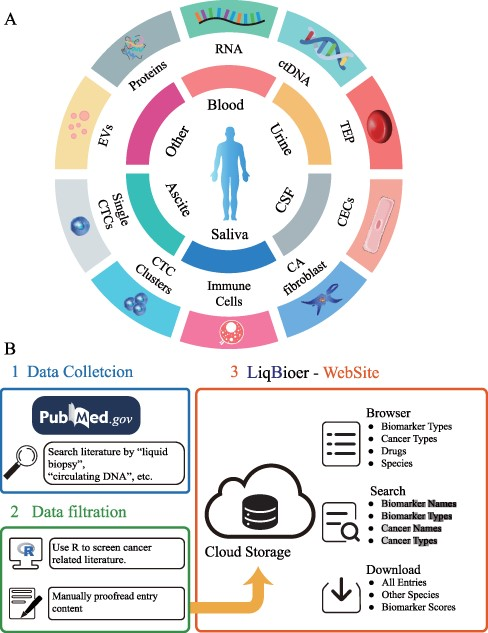 A
RNA
ctDNA
TEP
CECs
CA
fibroblast
Immune
Cells
CTC
Clusters
Single
CTCs
EVs
Proteins
Blood
Urine
CSF
Saliva
Ascite
Other
B
1 Data Colletcion
PubMed.gov
Search literature by “liquid
biopsy”,
“circulating DNA”, etc.
2 Data filtration
R
Use R to screen cancer
related literature.
Manually proofread entry
content
3 LiqBioer - WebSite
Cloud Storage
Browser
• Biomarker Types
• Cancer Types
• Drugs
• Species
Search
• Biomarker Names
• Biomarker Types
• Cancer Names
• Cancer Types
Download
• All Entries
• Other Species
• Biomarker Scores